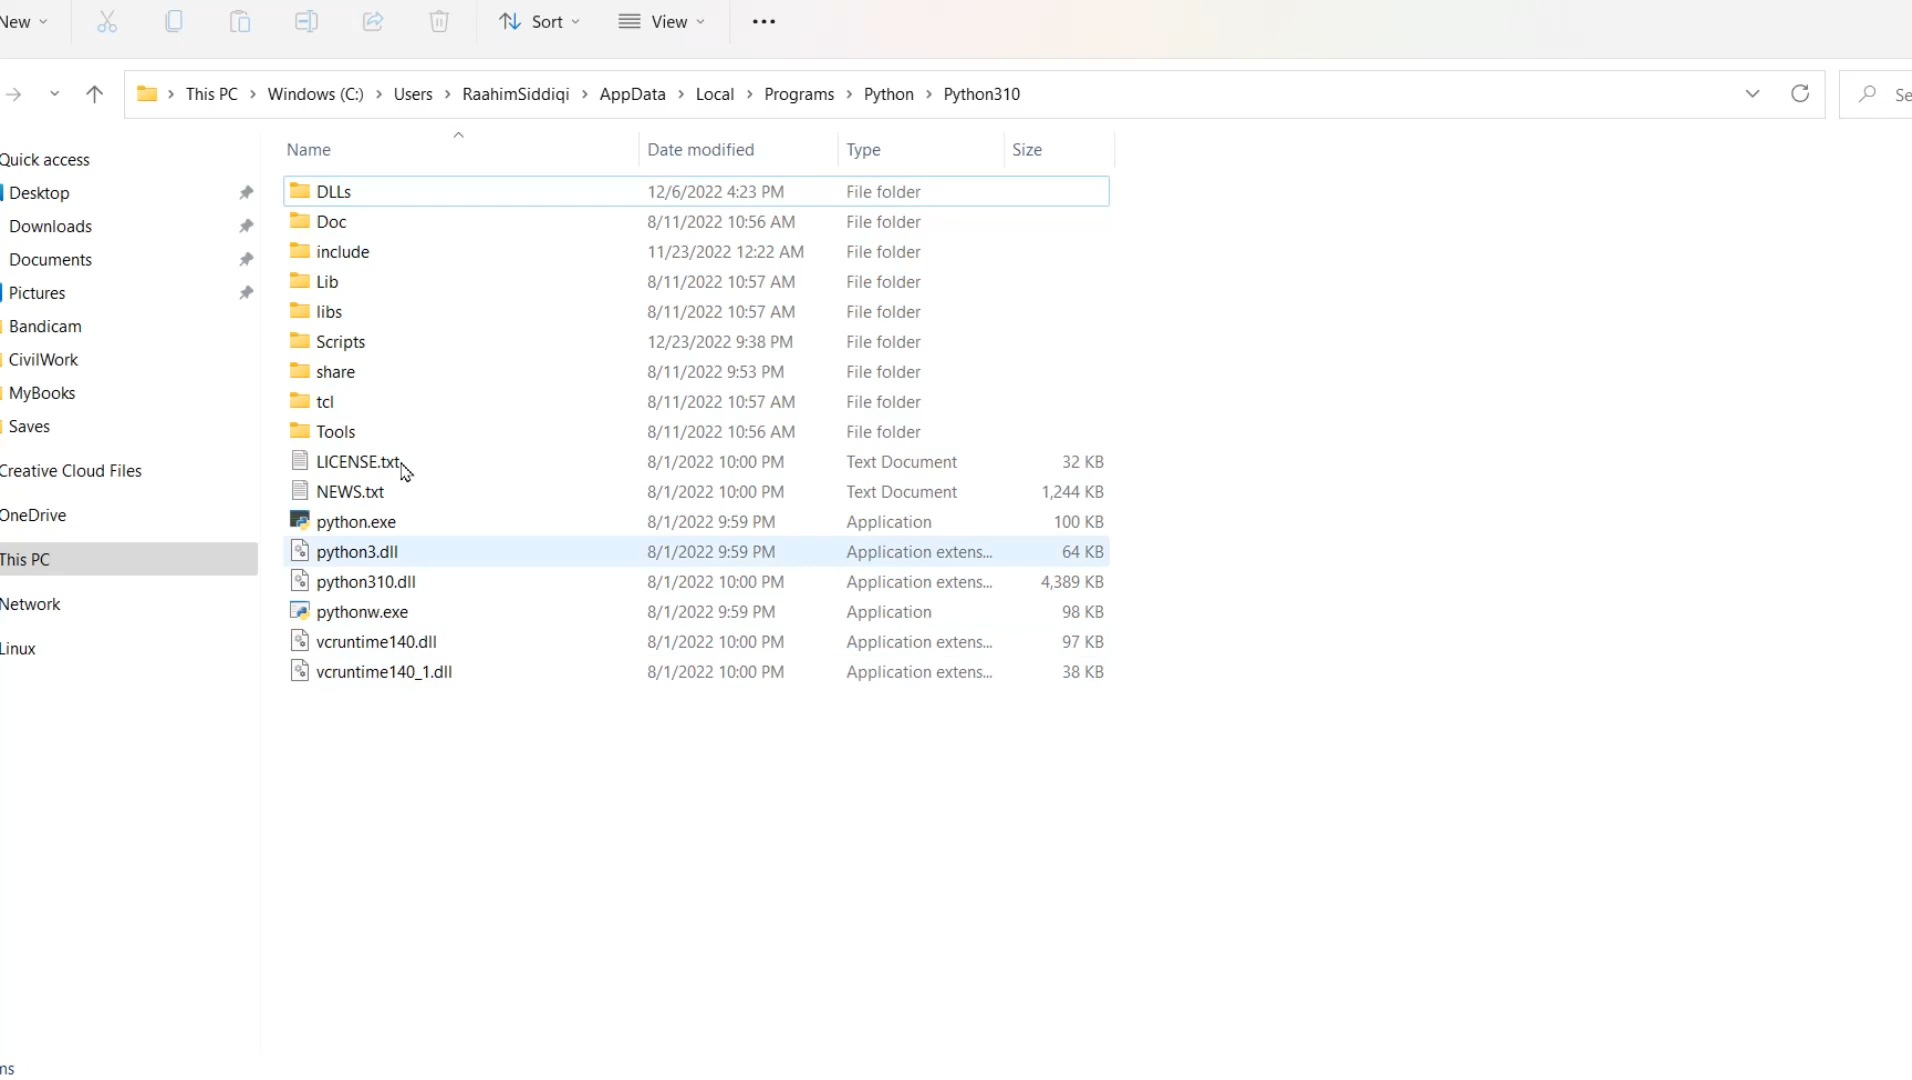 New Sort View
This PC Windows (C:) Users RaahimSiddiqi AppData Local Programs Python Python310
Quick access
Desktop
Downloads
Documents
Pictures
Bandicam
CivilWork
MyBooks
Saves
Creative Cloud Files
OneDrive
This PC
Network
Linux
Name Date modified Type Size
DLLs 12/6/2022 4:23 PM File folder
Doc 8/11/2022 10:56 AM File folder
include 11/23/2022 12:22 AM File folder
Lib 8/11/2022 10:57 AM File folder
libs 8/11/2022 10:57 AM File folder
Scripts 12/23/2022 9:38 PM File folder
share 8/11/2022 9:53 PM File folder
tcl 8/11/2022 10:57 AM File folder
Tools 8/11/2022 10:56 AM File folder
LICENSE.txt 8/1/2022 10:00 PM Text Document 32 KB
NEWS.txt 8/1/2022 10:00 PM Text Document 1,244 KB
python.exe 8/1/2022 9:59 PM Application 100 KB
python3.dll 8/1/2022 9:59 PM Application extens... 64 KB
python310.dll 8/1/2022 10:00 PM Application extens... 4,389 KB
pythonw.exe 8/1/2022 9:59 PM Application 98 KB
vcruntime140.dll 8/1/2022 10:00 PM Application extens... 97 KB
vcruntime140_1.dll 8/1/2022 10:00 PM Application extens... 38 KB